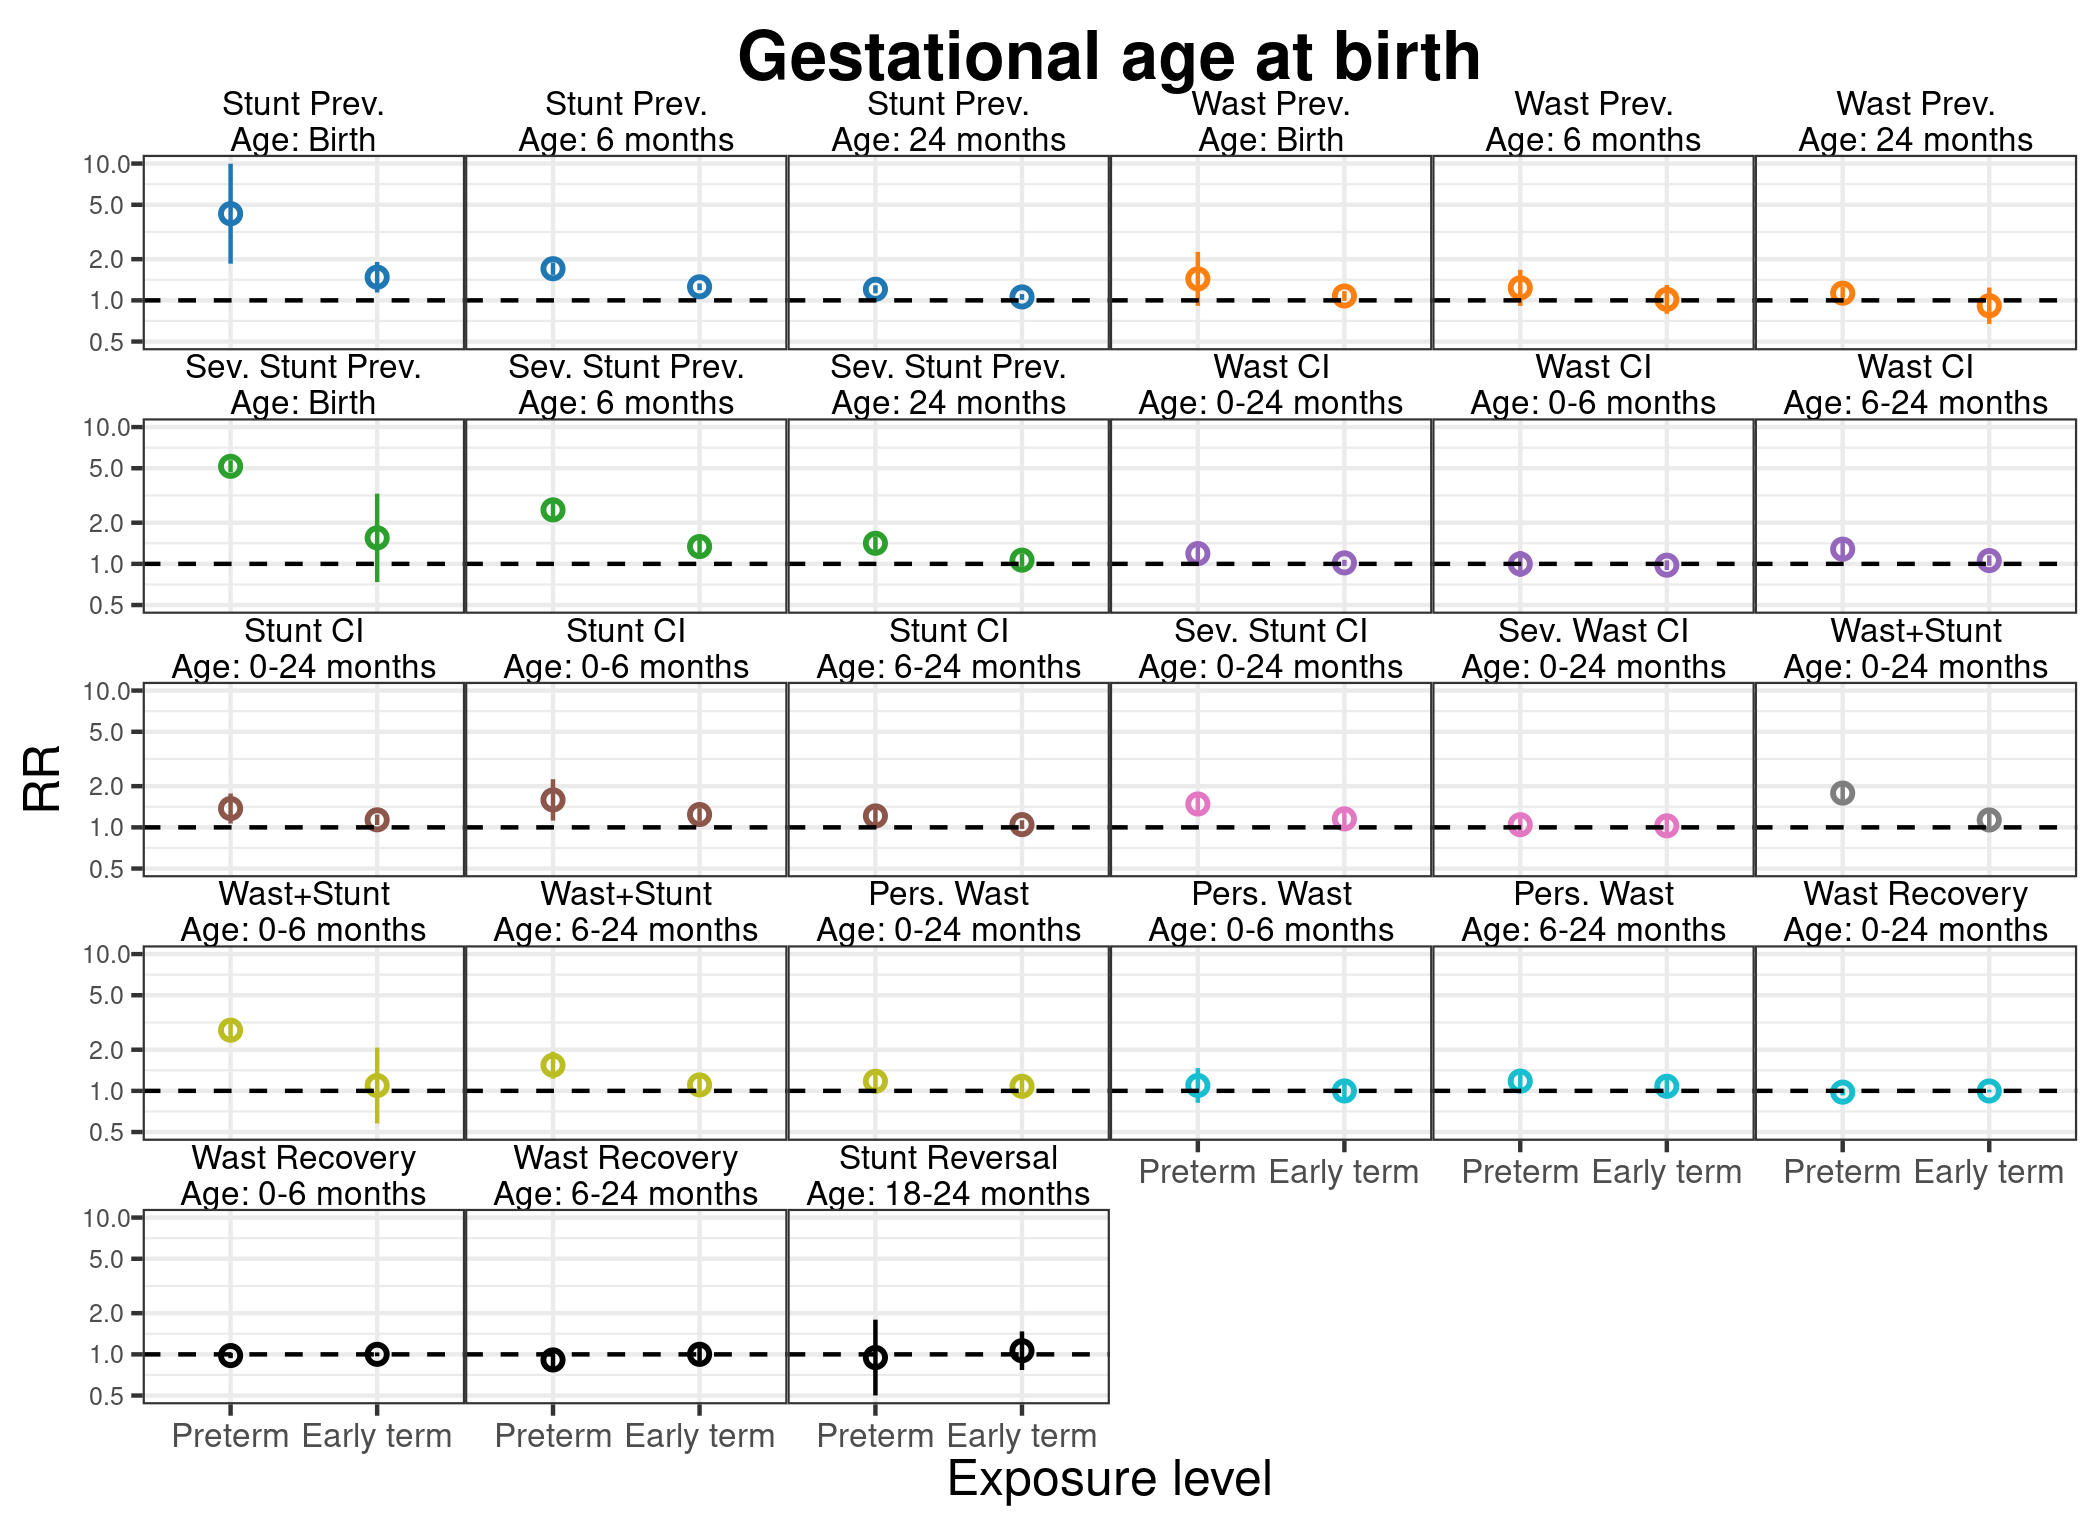 Gestational age at birth
Stunt Prev.
Age: Birth
Stunt Prev.
Age: 6 months
Stunt Prev.
Age: 24 months
Wast Prev.
Age: Birth
Wast Prev.
Age: 6 months
Wast Prev.
Age: 24 months
10.0
5.0
2.0
1.0
0.5
Sev. Stunt Prev.
Age: Birth
Sev. Stunt Prev.
Age: 6 months
Sev. Stunt Prev.
Age: 24 months
Wast CI
Age: 0-24 months
Wast CI
Age: 0-6 months
Wast CI
Age: 6-24 months
10.0
5.0
2.0
1.0
0.5
Stunt CI
Age: 0-24 months
Stunt CI
Age: 0-6 months
Stunt CI
Age: 6-24 months
Sev. Stunt CI
Age: 0-24 months
Sev. Wast CI
Age: 0-24 months
Wast+Stunt
Age: 0-24 months
10.0
5.0
2.0
1.0
0.5
RR
Wast+Stunt
Age: 0-6 months
Wast+Stunt
Age: 6-24 months
Pers. Wast
Age: 0-24 months
Pers. Wast
Age: 0-6 months
Pers. Wast
Age: 6-24 months
Wast Recovery
Age: 0-24 months
10.0
5.0
2.0
1.0
0.5
Preterm Early term
Preterm Early term
Preterm Early term
Wast Recovery
Age: 0-6 months
Wast Recovery
Age: 6-24 months
Stunt Reversal
Age: 18-24 months
10.0
5.0
2.0
1.0
0.5
Preterm Early term
Preterm Early term
Preterm Early term
Exposure level